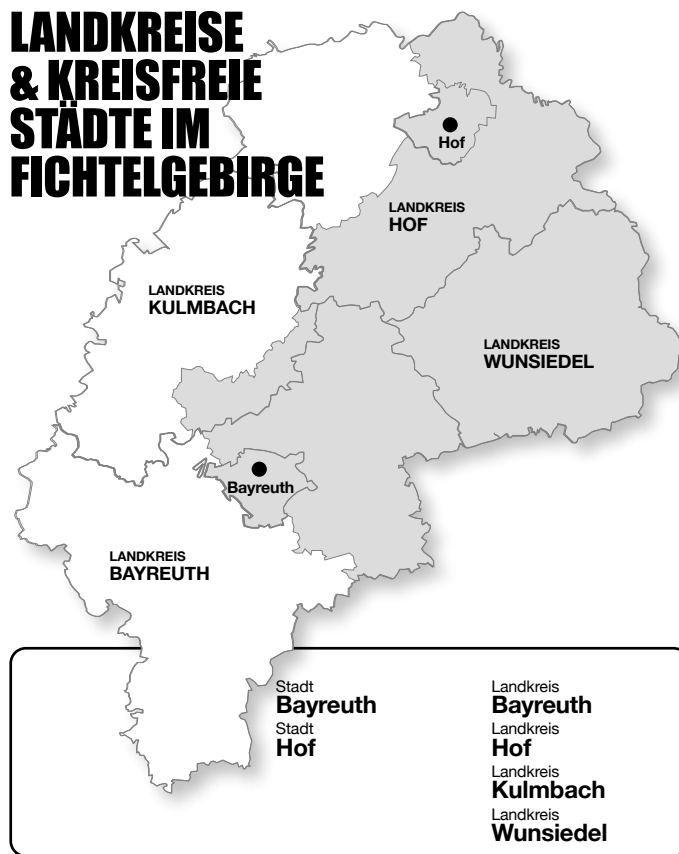 LANDKREISE
& KREISFREIE
STÄDTE IM
FICHTELGEBIRGE
Hof
LANDKREIS
HOF
LANDKREIS
KULMBACH
LANDKREIS
WUNSIEDEL
Bayreuth
LANDKREIS
BAYREUTH
Stadt
Bayreuth
Stadt
Hof
Landkreis
Bayreuth
Landkreis
Hof
Landkreis
Kulmbach
Landkreis
Wunsiedel